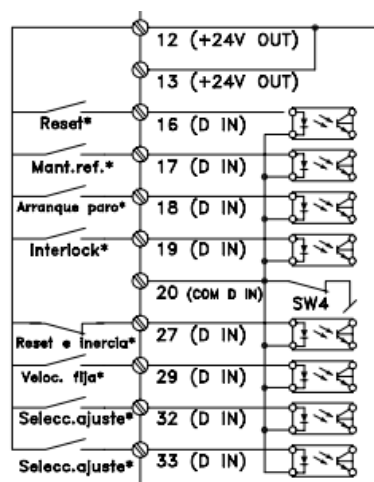 12 (+24V OUT)
13 (+24V OUT)
Reset* 16 (D IN)
Mant.ref.* 17 (D IN)
Arranque paro* 18 (D IN)
Interlock* 19 (D IN)
20 (COM D IN) SW4
Reset e inercia* 27 (D IN)
Veloc. fija* 29 (D IN)
Selecc.ajuste* 32 (D IN)
Selecc.ajuste* 33 (D IN)